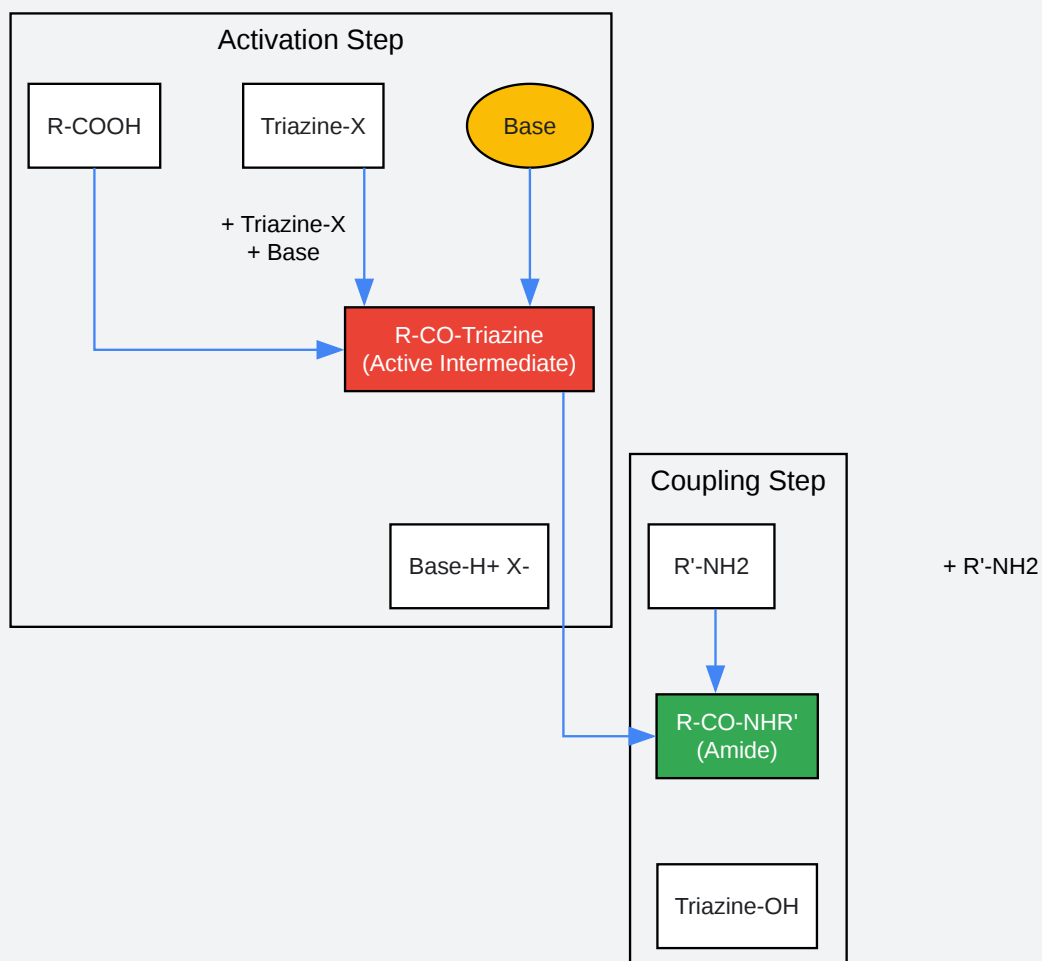 Activation Step
R-COOH
Triazine-X
Base
+ Triazine-X
+ Base
R-CO-Triazine
(Active Intermediate)
Base-H+ X-
Coupling Step
R'-NH2
+ R'-NH2
R-CO-NHR'
(Amide)
Triazine-OH